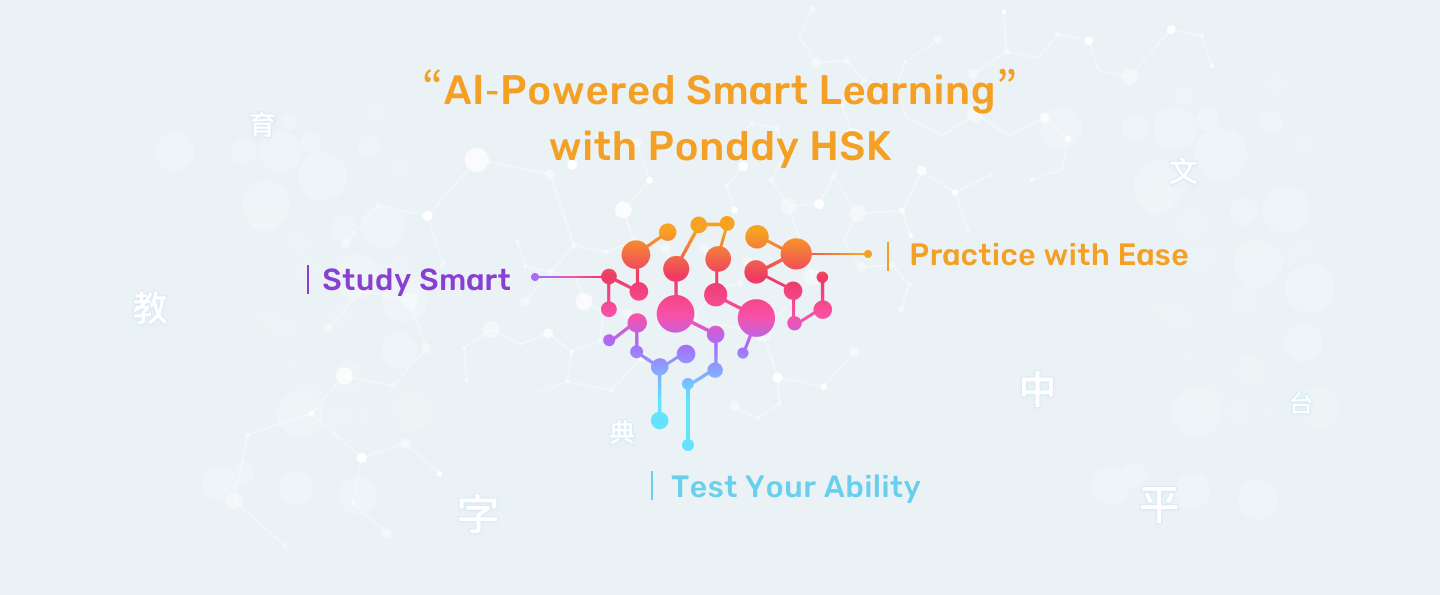 “AI-Powered Smart Learning”
with Ponddy HSK
育
文
Practice with Ease
Study Smart
教
中
台
典
Test Your Ability
字
平